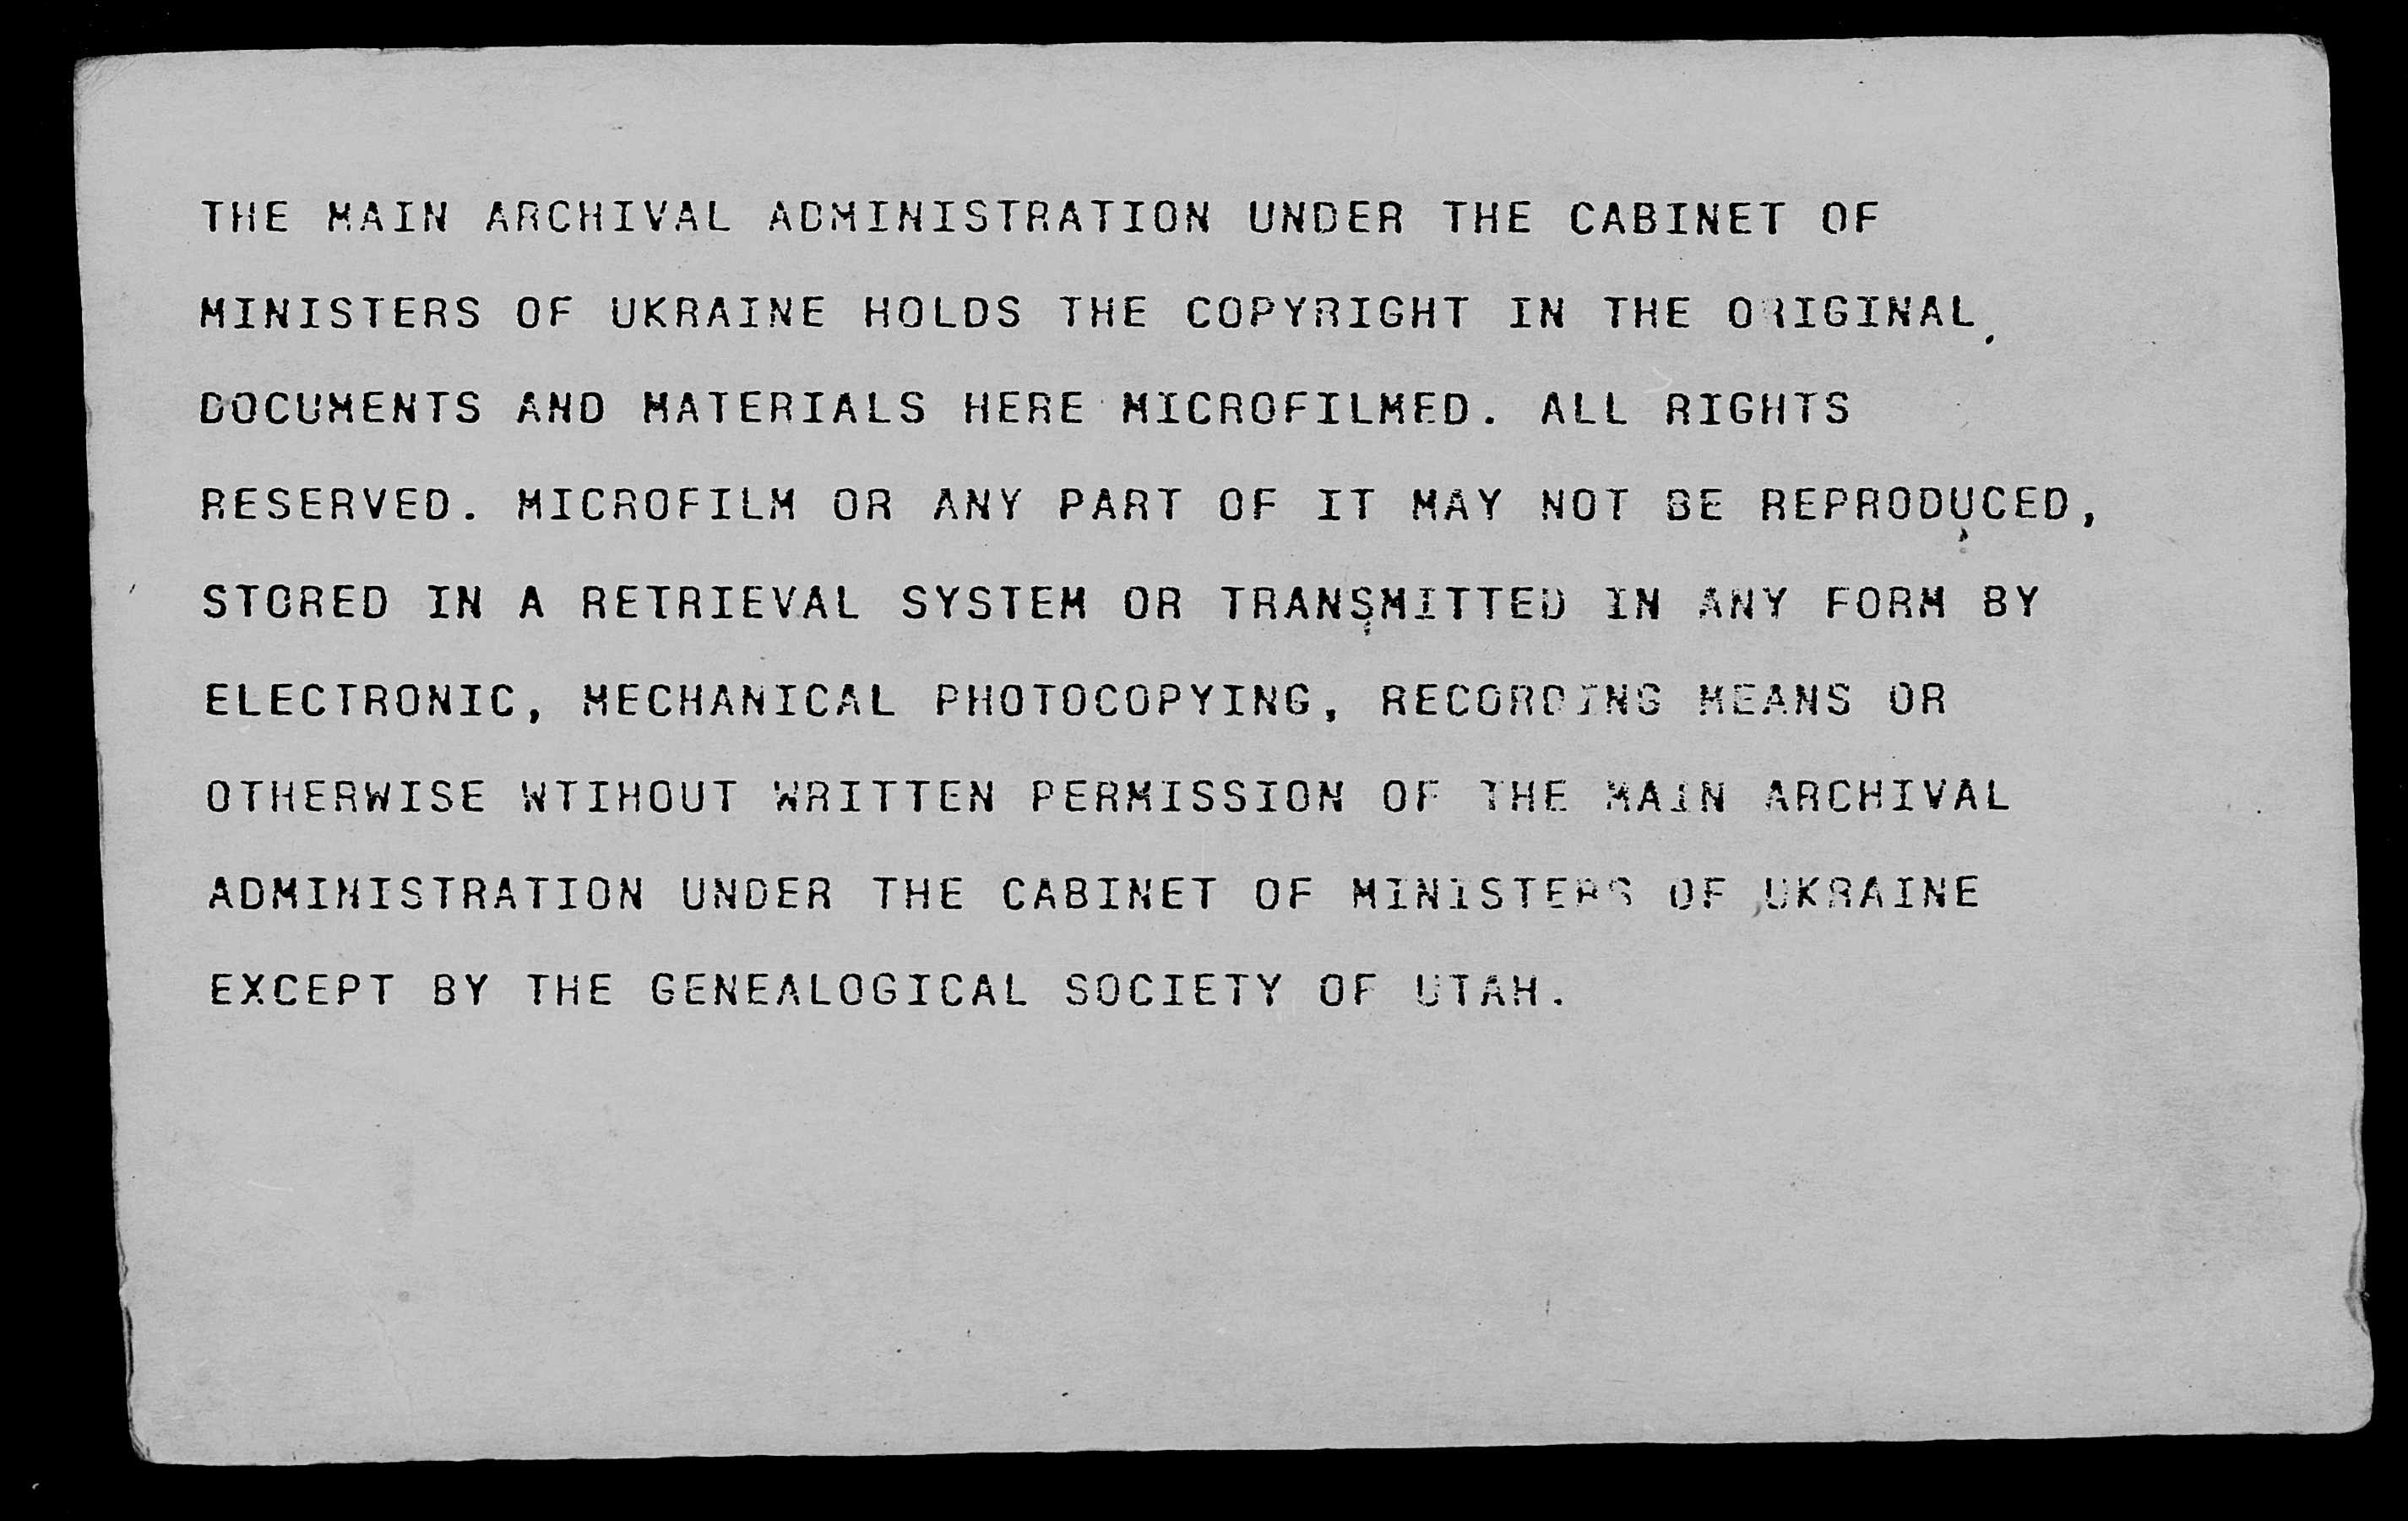 THE MAIN ARCHIVAL ADMINISTRATION UNDER THE CABINET OF
MINISTERS OF UKRAINE HOLDS THE COPYRIGHT IN THE ORIGINAL
DOCUMENTS AND MATERIALS HERE MICROFILMED. ALL RIGHTS
RESERVED. MICROFILM OR ANY PART OF IT MAY NOT BE REPRODUCED,
STORED IN A RETRIEVAL SYSTEM OR TRANSMITTED IN ANY FORM BY
ELECTRONIC, MECHANICAL PHOTOCOPYING, RECORDING MEANS OR
OTHERWISE WTIHOUT WRITTEN PERMISSION OF THE MAIN ARCHIVAL
ADMINISTRATION UNDER THE CABINET OF MINISTERS OF UKRAINE
EXCEPT BY THE GENEALOGICAL SOCIETY OF UTAH.